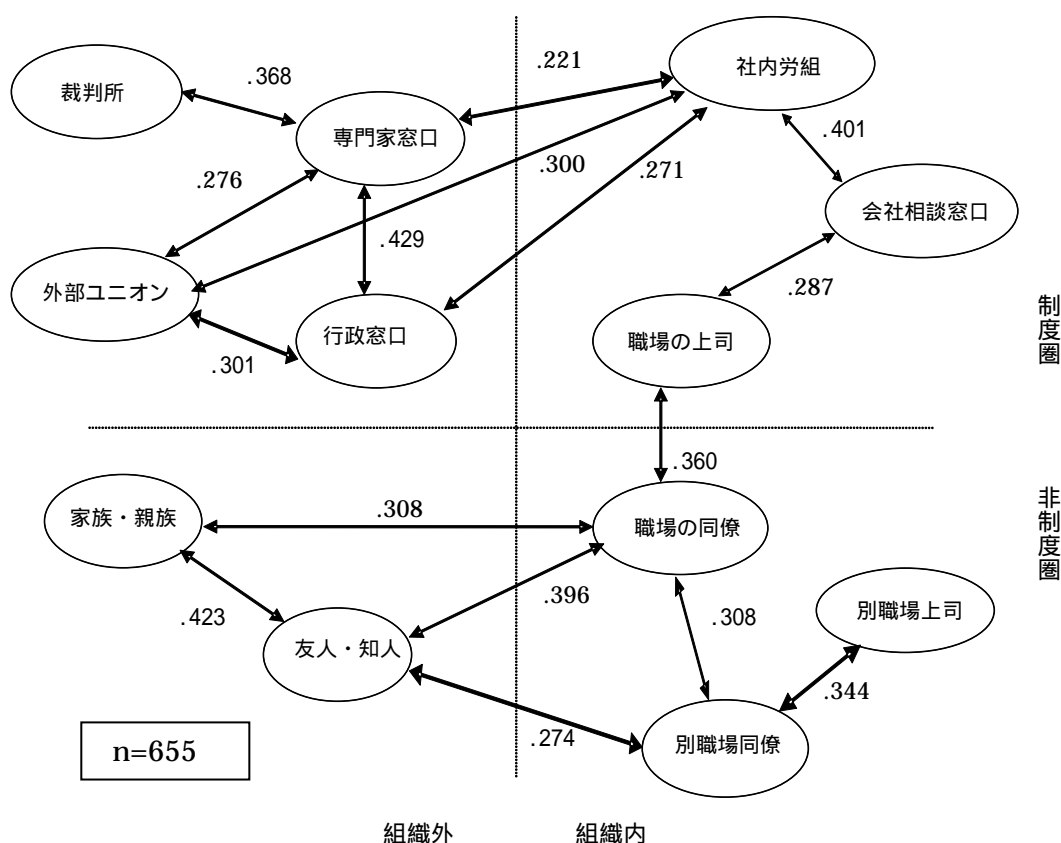 .221
社内労組
裁判所
.368
専門家窓口
.401
.300
.271
.276
会社相談窓口
.429
外部ユニオン
.287
行政窓口
職場の上司
.301
制度圏
.360
家族・親族
.308
職場の同僚
非制度圏
.396
別職場上司
.423
.308
友人・知人
.344
.274
別職場同僚
n=655
組織外
組織内